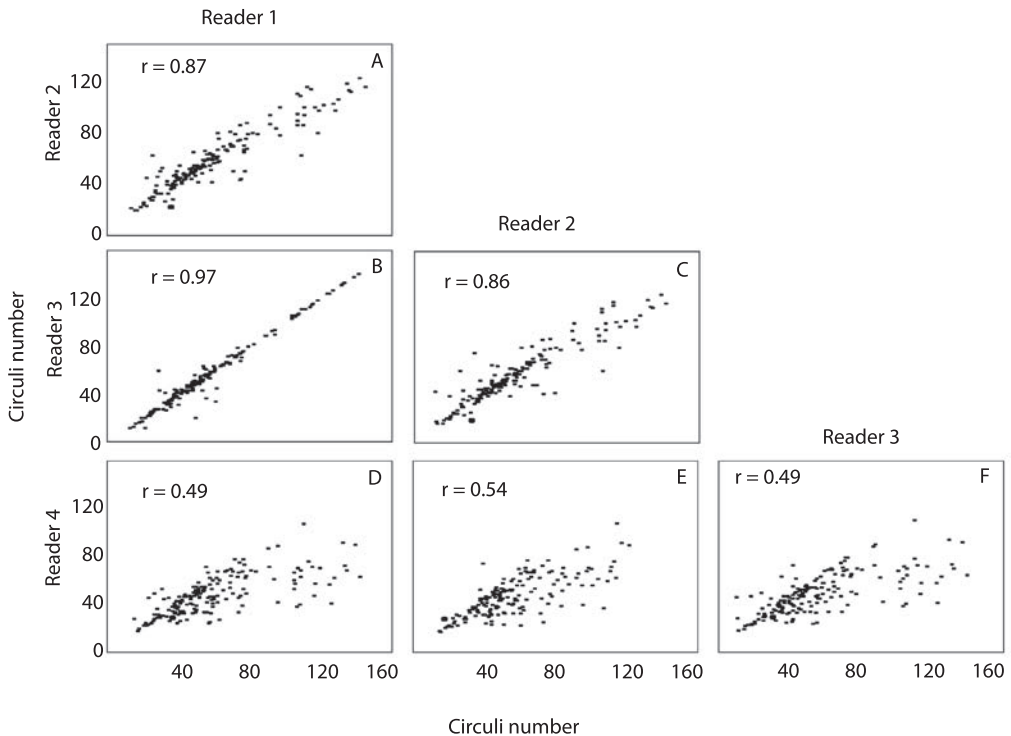 Reader 1
A
r = 0.87
Reader 2
120
80
40
0
Reader 2
B
r = 0.97
Reader 3
120
80
40
0
C
r = 0.86
Circuli number
Reader 3
D
r = 0.49
Reader 4
120
80
40
0
E
r = 0.54
F
r = 0.49
40 80 120 160
40 80 120 160
40 80 120 160
Circuli number